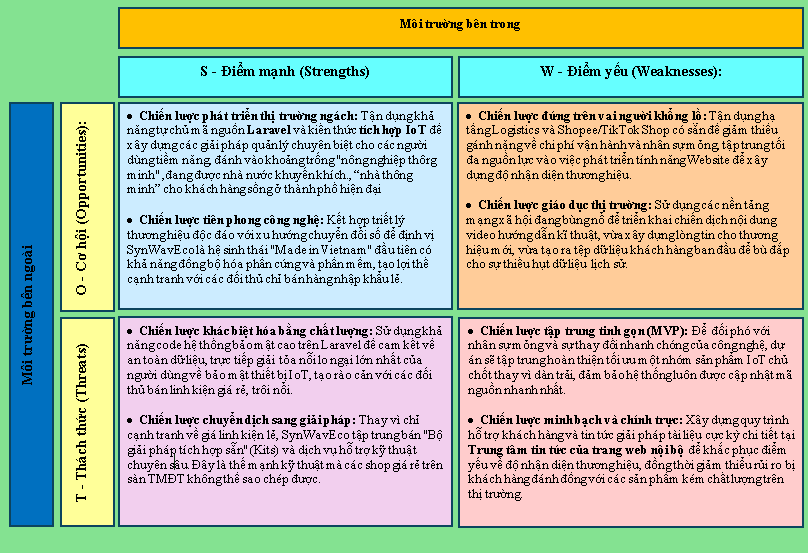 Môi trường bên trong
S - Điểm mạnh (Strengths)
W - Điểm yếu (Weaknesses):
Môi trường bên ngoài
O - Cơ hội (Opportunities):
• Chiến lược phát triển thị trường ngách: Tận dụng khả
năng tự chủ mã nguồn Laravel và kiến thức tích hợp IoT để
xây dựng các giải pháp quản lý chuyên biệt cho các người
dùng tiềm năng, đánh vào khoảng trống "nông nghiệp thông
minh", đang được nhà nước khuyến khích., “nhà thông
minh” cho khách hàng sống ở thành phố hiện đại
• Chiến lược tiên phong công nghệ: Kết hợp triết lý
thương hiệu độc đáo với xu hướng chuyển đổi số để định vị
SynWavEco là hệ sinh thái "Made in Vietnam" đầu tiên có
khả năng đồng bộ hóa phần cứng và phần mềm, tạo lợi thế
cạnh tranh với các đối thủ chỉ bán hàng nhập khẩu lẻ.
• Chiến lược đứng trên vai người khổng lồ: Tận dụng hạ
tầng Logistics và Shopee/TikTok Shop có sẵn để giảm thiểu
gánh nặng về chi phí vận hành và nhân sự mỏng, tập trung tối
đa nguồn lực vào việc phát triển tính năng Website để xây
dựng độ nhận diện thương hiệu.
• Chiến lược giáo dục thị trường: Sử dụng các nền tảng
mạng xã hội đang bùng nổ để triển khai chiến dịch nội dung
video hướng dẫn kĩ thuật, vừa xây dựng lòng tin cho thương
hiệu mới, vừa tạo ra tệp dữ liệu khách hàng ban đầu để bù đắp
cho sự thiếu hụt dữ liệu lịch sử.
T - Thách thức (Threats)
• Chiến lược khác biệt hóa bằng chất lượng: Sử dụng khả
năng code hệ thống bảo mật cao trên Laravel để cam kết về
an toàn dữ liệu, trực tiếp giải tỏa nỗi lo ngại lớn nhất của
người dùng về bảo mật thiết bị IoT, tạo rào cản với các đối
thủ bán linh kiện giá rẻ, trôi nổi.
• Chiến lược chuyển dịch sang giải pháp: Thay vì chỉ
cạnh tranh về giá linh kiện lẻ, SynWavEco tập trung bán "Bộ
giải pháp tích hợp sẵn" (Kits) và dịch vụ hỗ trợ kỹ thuật
chuyên sâu. Đây là thế mạnh kỹ thuật mà các shop giá rẻ trên
sàn TMĐT không thể sao chép được.
• Chiến lược tập trung tinh gọn (MVP): Để đối phó với
nhân sự mỏng và sự thay đổi nhanh chóng của công nghệ, dự
án sẽ tập trung hoàn thiện tối ưu một nhóm sản phẩm IoT chủ
chốt thay vì dàn trải, đảm bảo hệ thống luôn được cập nhật mã
nguồn nhanh nhất.
• Chiến lược minh bạch và chính trực: Xây dựng quy trình
hỗ trợ khách hàng và tin tức giải pháp tài liệu cực kỳ chi tiết tại
Trung tâm tin tức của trang web nội bộ để khắc phục điểm
yếu về độ nhận diện thương hiệu, đồng thời giảm thiểu rủi ro bị
khách hàng đánh đồng với các sản phẩm kém chất lượng trên
thị trường.